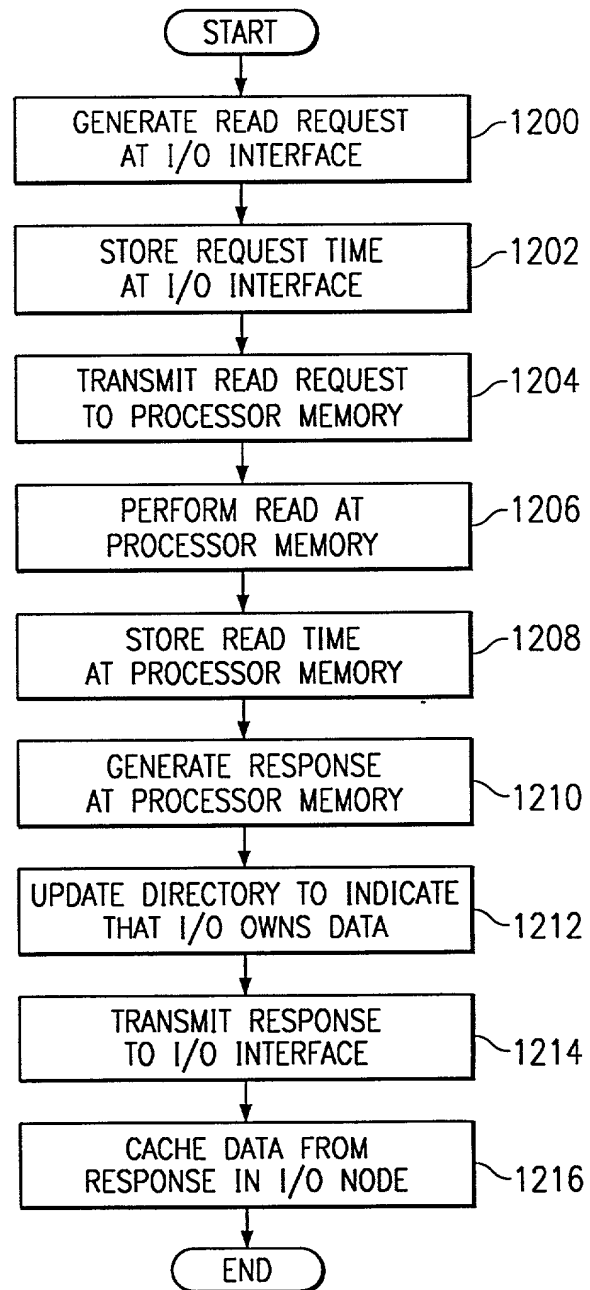 START
GENERATE READ REQUEST
AT I/O INTERFACE
1200
STORE REQUEST TIME
AT I/O INTERFACE
1202
TRANSMIT READ REQUEST
TO PROCESSOR MEMORY
1204
PERFORM READ AT
PROCESSOR MEMORY
1206
STORE READ TIME
AT PROCESSOR MEMORY
1208
GENERATE RESPONSE
AT PROCESSOR MEMORY
1210
UPDATE DIRECTORY TO INDICATE
THAT I/O OWNS DATA
1212
TRANSMIT RESPONSE
TO I/O INTERFACE
1214
CACHE DATA FROM
RESPONSE IN I/O NODE
1216
END